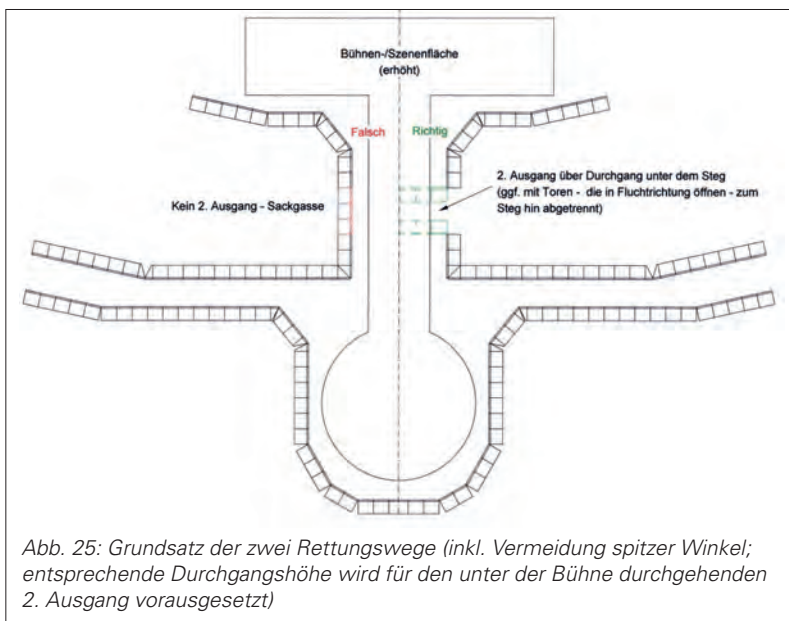 Bühnen-/Szenenfläche
(erhöht)
Falsch
Richtig
Kein 2. Ausgang - Sackgasse
2. Ausgang über Durchgang unter dem Steg
(ggf. mit Toren - die in Fluchtrichtung öffnen - zum
Steg hin abgetrennt)
Abb. 25: Grundsatz der zwei Rettungswege (inkl. Vermeidung spitzer Winkel;
entsprechende Durchgangshöhe wird für den unter der Bühne durchgehenden
2. Ausgang vorausgesetzt)